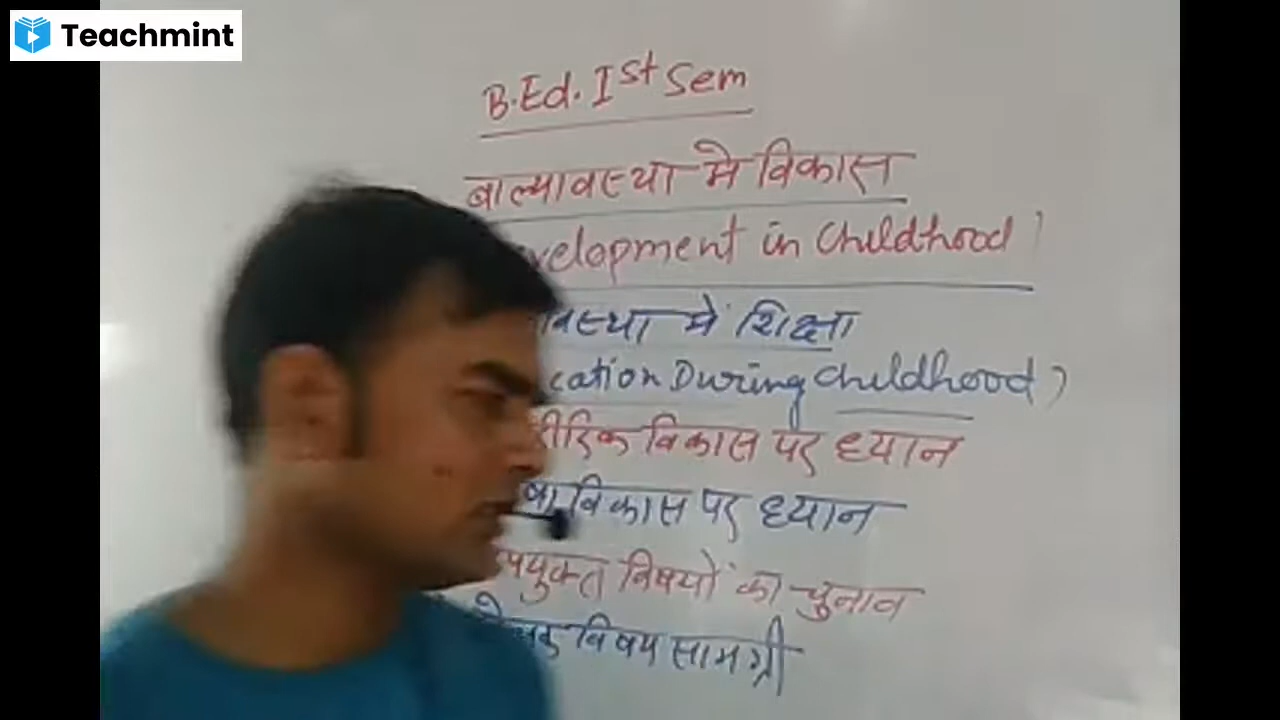 Teachmint
B.Ed. Ist Sem
बाल्यावस्था मे विकास
velopment in Childhood)
वस्था में शिक्षा
cation During Childhood)
रीरिक विकास पर ध्यान
षा विकास पर ध्यान
पयुक्त विषयों का चुनाव
विषय सामग्री